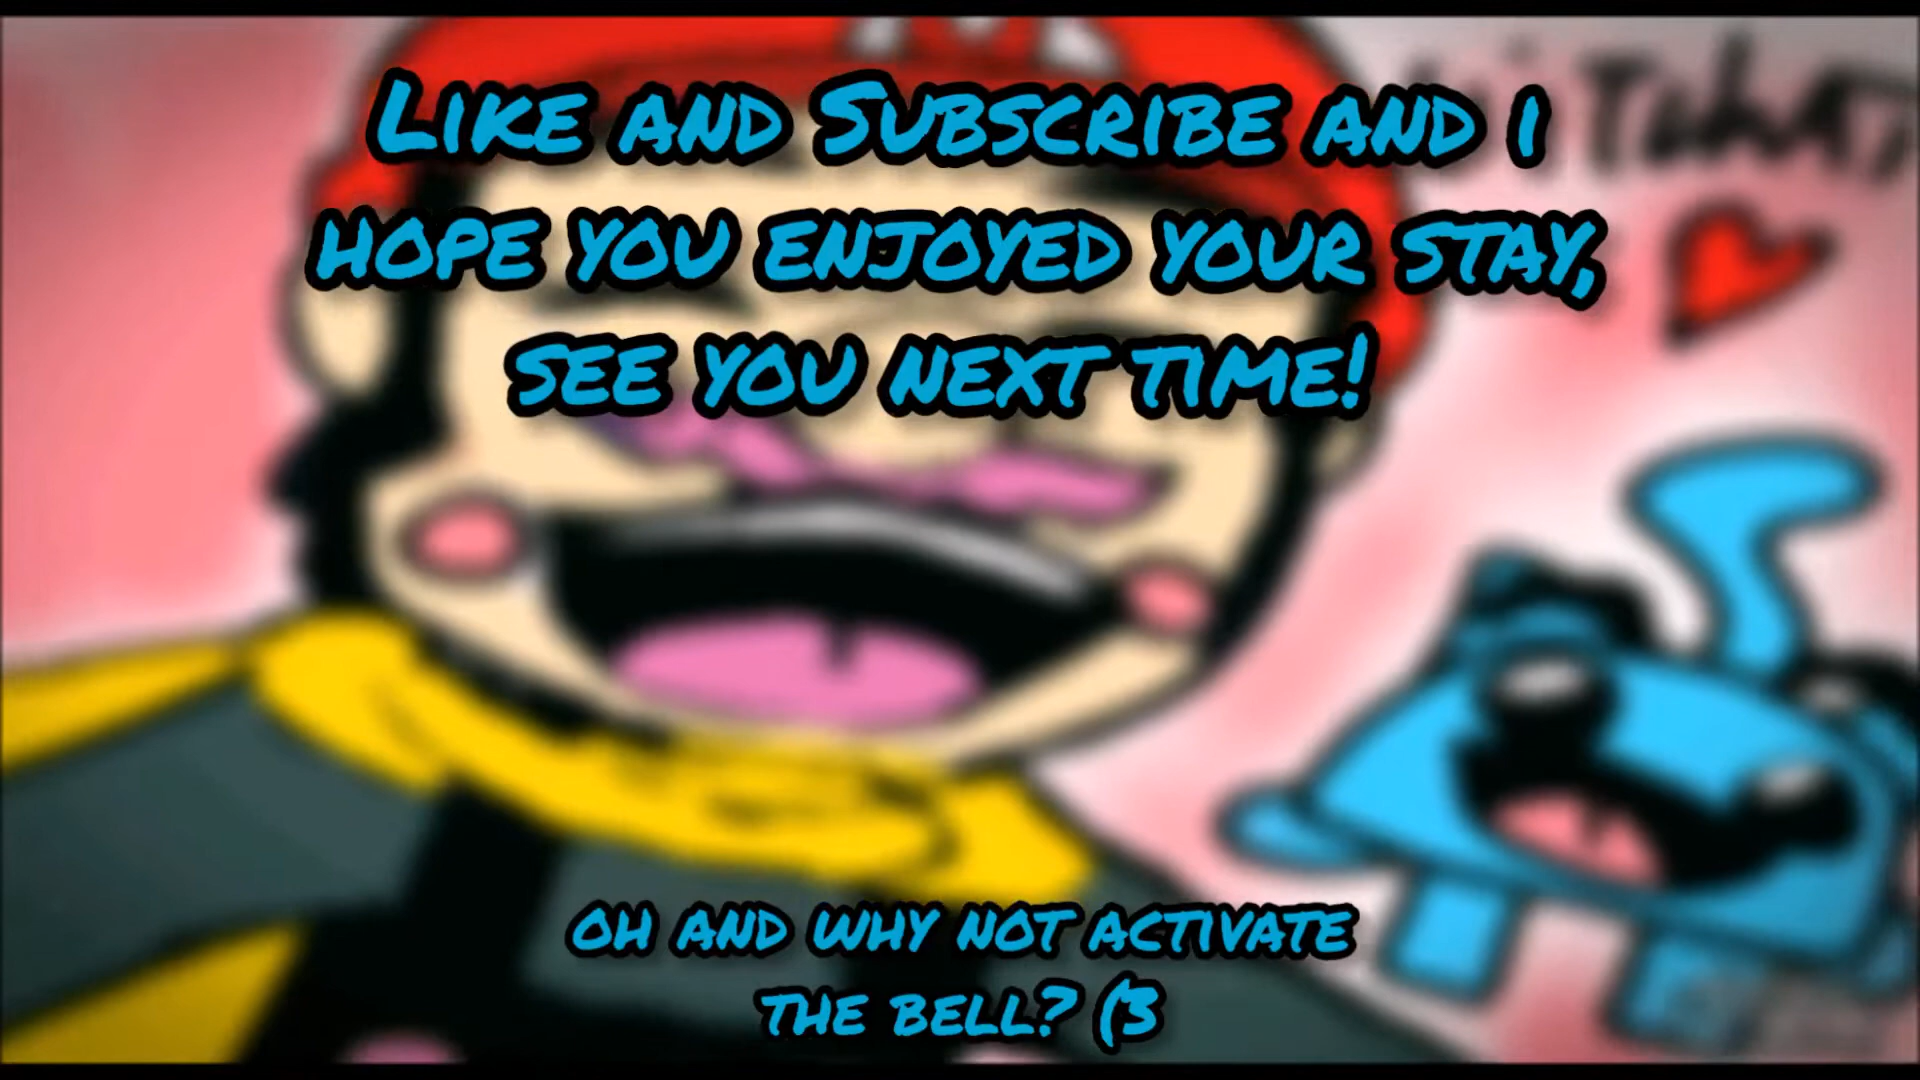 Like and Subscribe and i
hope you enjoyed your stay,
see you next time!
oh and why not activate
the bell? (3